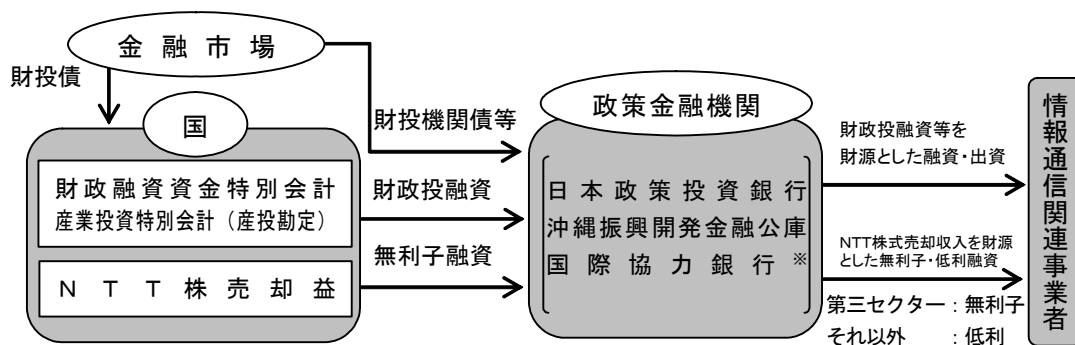 金融市場
財投債
国
財政融資資金特別会計
産業投資特別会計（産投勘定）
ＮＴＴ株売却益
財投機関債等
財政投融資
無利子融資
政策金融機関
日本政策投資銀行
沖縄振興開発金融公庫
国際協力銀行※
財政投融資等を
財源とした融資・出資
NTT株式売却収入を財源
とした無利子・低利融資
第三セクター：無利子
それ以外　　：低利
情報通信関連事業者